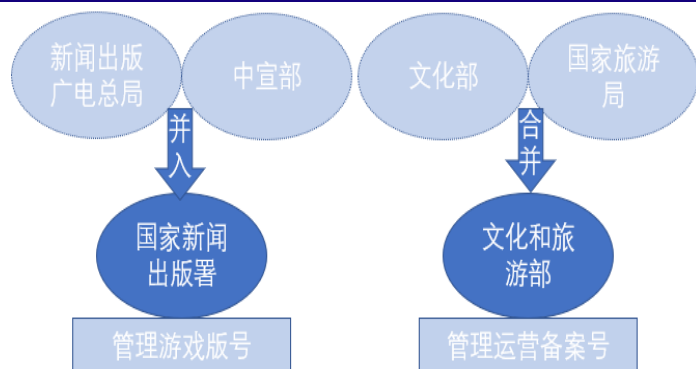 新闻出版
广电总局
中宣部
文化部
国家旅游
局
并
入
合
并
国家新闻
出版署
文化和旅
游部
管理游戏版号
管理运营备案号